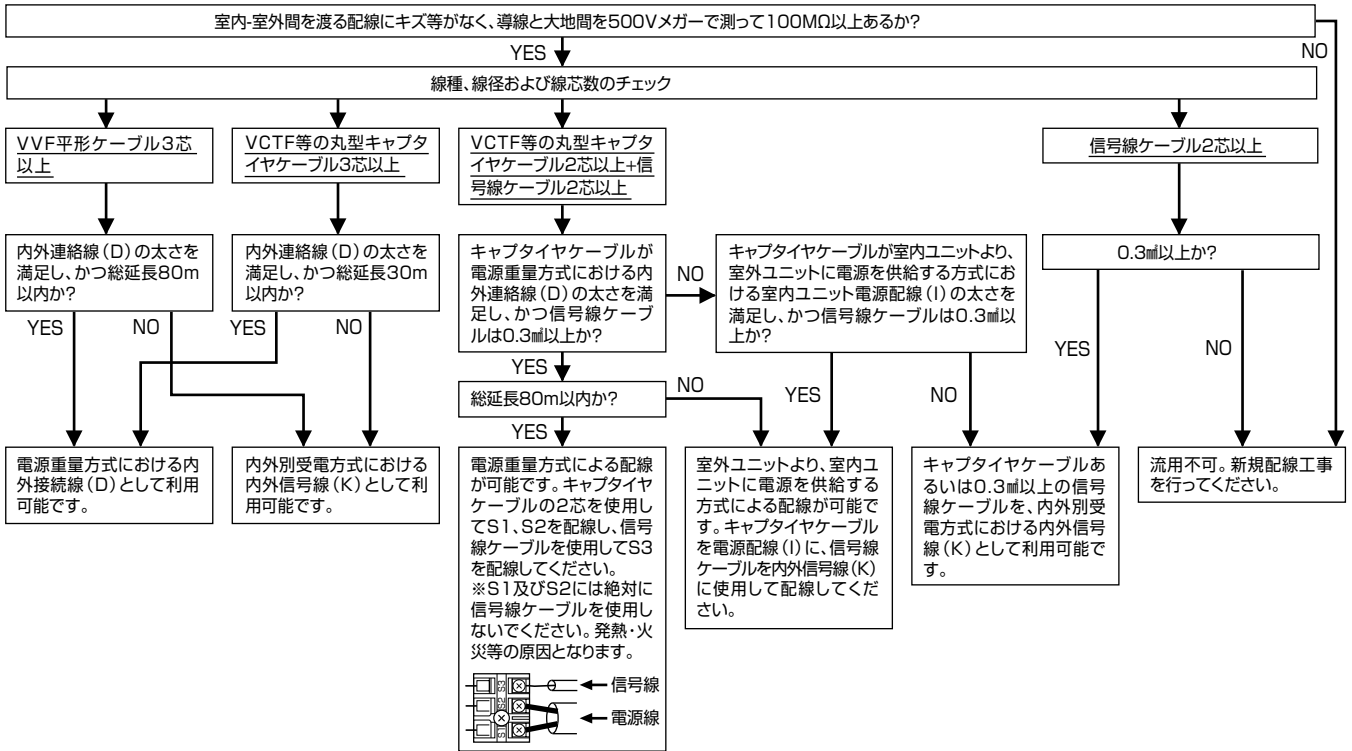 室内-室外間を渡る配線にキズ等がなく、導線と大地間を500Vメガーで測って100MΩ以上あるか?
YES
NO
線種、線径および線芯数のチェック
VVF平形ケーブル3芯
以上
VCTF等の丸型キャプタ
イヤケーブル3芯以上
VCTF等の丸型キャプタ
イヤケーブル2芯以上+信
号線ケーブル2芯以上
信号線ケーブル2芯以上
内外連絡線(D)の太さを
満足し、かつ総延長80m
以内か?
内外連絡線(D)の太さを
満足し、かつ総延長30m
以内か?
キャプタイヤケーブルが
電源重量方式における内
外連絡線(D)の太さを満
足し、かつ信号線ケーブ
ルは0.3㎟以上か?
NO
キャプタイヤケーブルが室内ユニットより、
室外ユニットに電源を供給する方式にお
ける室内ユニット電源配線(I)の太さを
満足し、かつ信号線ケーブルは0.3㎟以
上か?
0.3㎟以上か?
YES
NO
YES
NO
YES
総延長80m以内か?
NO
YES
YES
NO
YES
NO
電源重量方式における内
外接続線(D)として利用
可能です。
内外別受電方式における
内外信号線(K)として利
用可能です。
電源重量方式による配線
が可能です。キャプタイヤ
ケーブルの2芯を使用し
てS1、S2を配線し、信号
線ケーブルを使用してS3
を配線してください。
※S1及びS2には絶対に
信号線ケーブルを使用し
ないでください。発熱・火
災等の原因となります。
S3
S2
S1
信号線
電源線
室外ユニットより、室内ユ
ニットに電源を供給する
方式による配線が可能で
す。キャプタイヤケーブル
を電源配線(I)に、信号線
ケーブルを内外信号線(K)
に使用して配線してくだ
さい。
キャプタイヤケーブルあ
るいは0.3㎟以上の信号
線ケーブルを、内外別受
電方式における内外信号
線(K)として利用可能で
す。
流用不可。新規配線工事
を行ってください。